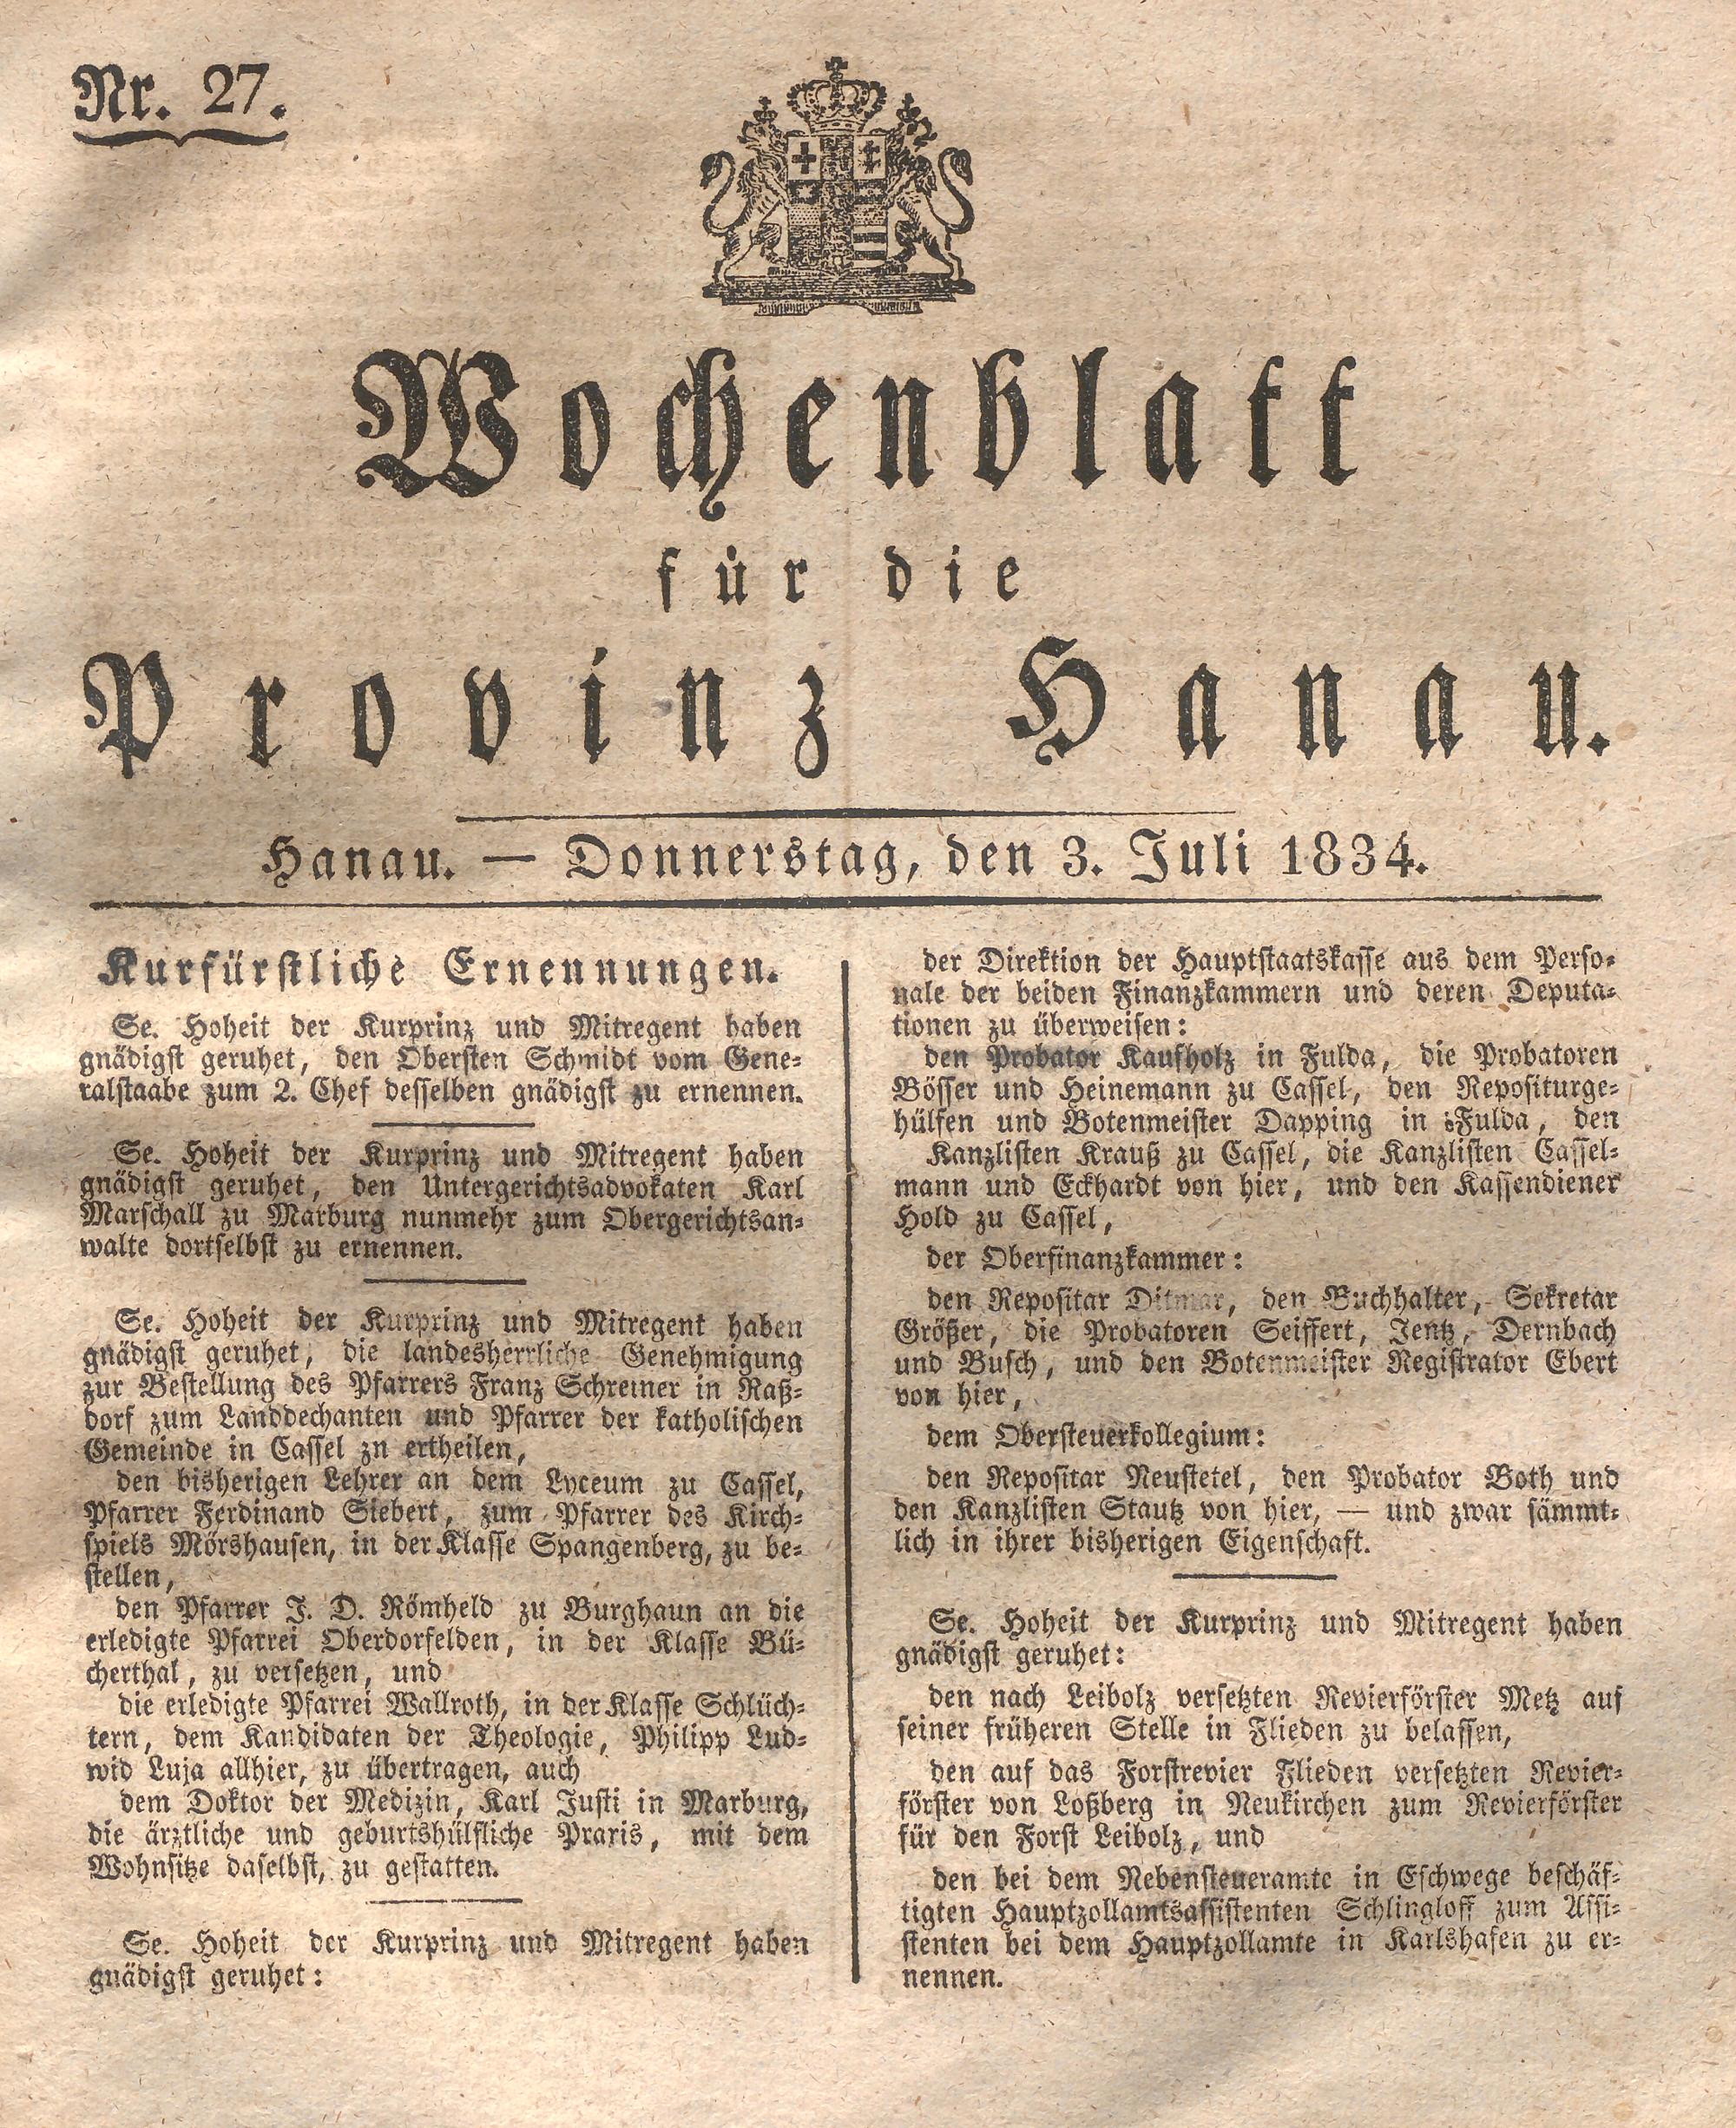 Nr. 27.
Wochenblatt
für die
Provinz Hanau.
Hanau. — Donnerstag, den 3. Juli 1834.
Kurfürstliche Ernennungen.
Se. Hoheit der Kurprinz und Mitregent haben
gnädigst geruhet, den Obersten Schmidt vom Gene-
ralstaabe zum 2. Chef desselben gnädigst zu ernennen.
Se. Hoheit der Kurprinz und Mitregent haben
gnädigst geruhet, den Untergerichtsadvokaten Karl
Marschall zu Marburg nunmehr zum Obergerichtsan-
walte dortselbst zu ernennen.
Se. Hoheit der Kurprinz und Mitregent haben
gnädigst geruhet, die landesherrliche Genehmigung
zur Bestellung des Pfarrers Franz Schreiner in Raß-
dorf zum Landdechanten und Pfarrer der katholischen
Gemeinde in Cassel zn ertheilen,
den bisherigen Lehrer an dem Lyceum zu Cassel,
Pfarrer Ferdinand Siebert, zum Pfarrer des Kirch-
spiels Mörshausen, in der Klasse Spangenberg, zu be-
stellen,
den Pfarrer J. D. Römheld zu Burghaun an die
erledigte Pfarrei Oberdorfelden, in der Klasse Bü-
cherthal, zu versetzen, und
die erledigte Pfarrei Wallroth, in der Klasse Schlüch-
tern, dem Kandidaten der Theologie, Philipp Lud-
wid Luja allhier, zu übertragen, auch
dem Doktor der Medizin, Karl Justi in Marburg,
die ärztliche und geburtshülfliche Praxis, mit dem
Wohnsitze daselbst, zu gestatten.
Se. Hoheit der Kurprinz und Mitregent haben
gnädigst geruhet:
der Direktion der Hauptstaatskasse aus dem Perso-
nale der beiden Finanzkammern und deren Deputa-
tionen zu überweisen:
den Probator Kaufholz in Fulda, die Probatoren
Bösser und Heinemann zu Cassel, den Repositurge-
hülfen und Botenmeister Dapping in Fulda, den
Kanzlisten Krauß zu Cassel, die Kanzlisten Cassel-
mann und Eckhardt von hier, und den Kassendiener
Hold zu Cassel,
der Oberfinanzkammer:
den Repositar Ditmar, den Buchhalter, Sekretar
Größer, die Probatoren Seiffert, Jentz, Dernbach
und Busch, und den Botenmeister Registrator Ebert
von hier,
dem Obersteuerkollegium:
den Repositar Neustetel, den Probator Both und
den Kanzlisten Stautz von hier, — und zwar sämmt-
lich in ihrer bisherigen Eigenschaft.
Se. Hoheit der Kurprinz und Mitregent haben
gnädigst geruhet:
den nach Leibolz versetzten Revierförster Metz auf
seiner früheren Stelle in Flieden zu belassen,
den auf das Forstrevier Flieden versetzten Revier-
förster von Loßberg in Neukirchen zum Revierförster
für den Forst Leibolz, und
den bei dem Nebensteueramte in Eschwege beschäf-
tigten Hauptzollamtsassistenten Schlingloff zum Assi-
stenten bei dem Hauptzollamte in Karlshafen zu er-
nennen.